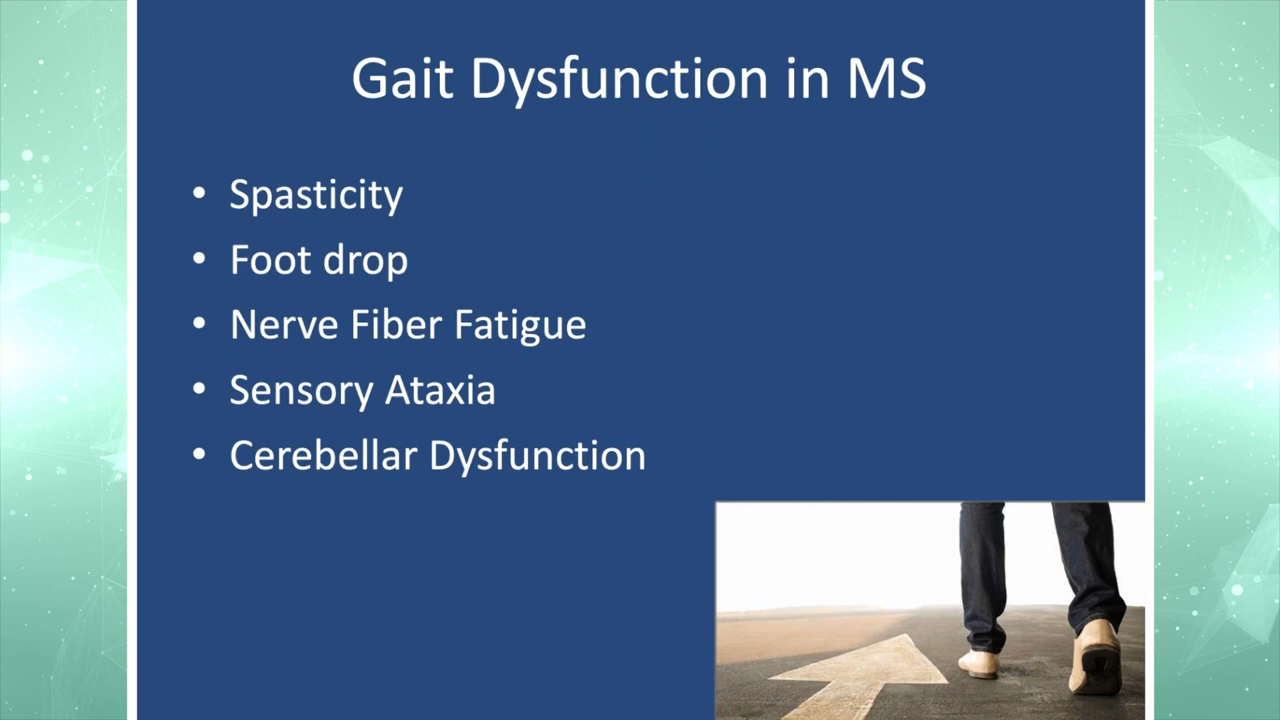 Gait Dysfunction in MS
• Spasticity
• Foot drop
• Nerve Fiber Fatigue
• Sensory Ataxia
• Cerebellar Dysfunction